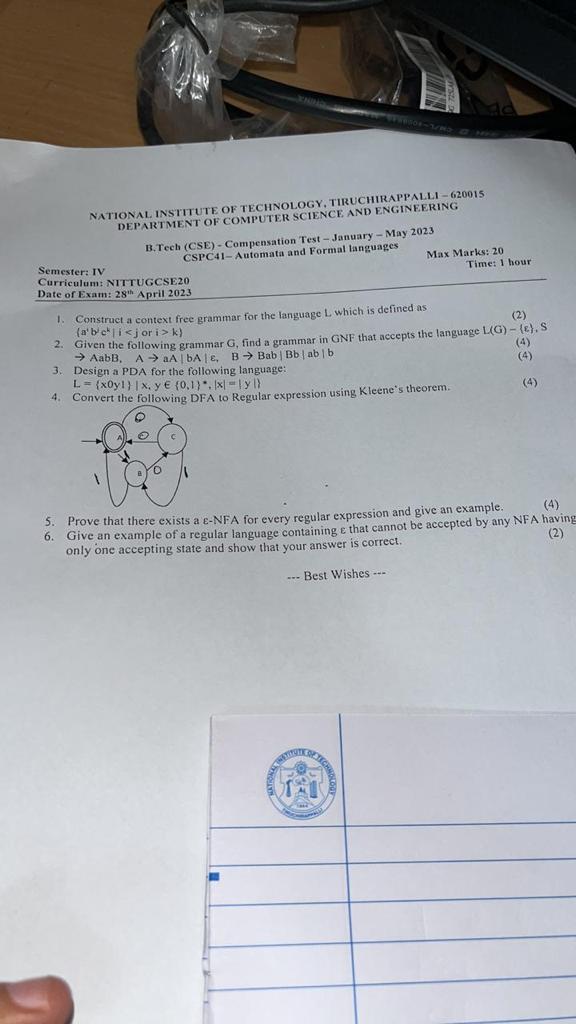 NATIONAL INSTITUTE OF TECHNOLOGY, TIRUCHIRAPPALLI – 620015
DEPARTMENT OF COMPUTER SCIENCE AND ENGINEERING
B.Tech (CSE) - Compensation Test – January – May 2023
CSPC41– Automata and Formal languages
Semester: IV
Max Marks: 20
Curriculum: NITTUGCSE20
Time: 1 hour
Date of Exam: 28th April 2023
1. Construct a context free grammar for the language L which is defined as
{aⁱ bʲ cᵏ | i < j or i > k} (2)
2. Given the following grammar G, find a grammar in GNF that accepts the language L(G) – {ε}, S
→ AabB, A → aA | bA | ε, B → Bab | Bb | ab | b (4)
3. Design a PDA for the following language: (4)
L = {x0y1} | x, y € {0,1}*, |x| = | y |}
4. Convert the following DFA to Regular expression using Kleene's theorem. (4)
0
A 0 C
1
B 0
1 1
5. Prove that there exists a ε-NFA for every regular expression and give an example. (4)
6. Give an example of a regular language containing ε that cannot be accepted by any NFA having
only one accepting state and show that your answer is correct. (2)
--- Best Wishes ---
NATIONAL INSTITUTE OF TECHNOLOGY
1964
TIRUCHIRAPPALLI